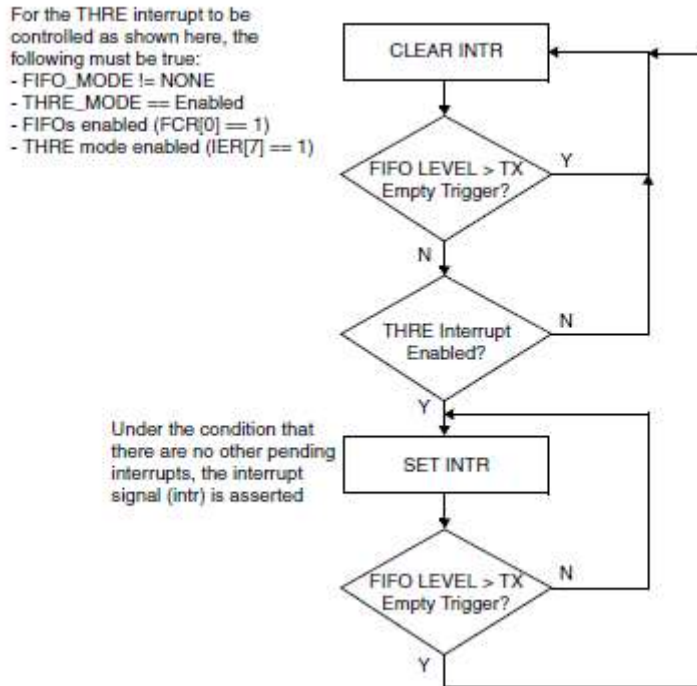 For the THRE interrupt to be
controlled as shown here, the
following must be true:
- FIFO_MODE != NONE
- THRE_MODE == Enabled
- FIFOs enabled (FCR[0] == 1)
- THRE mode enabled (IER[7] == 1)
CLEAR INTR
FIFO LEVEL > TX
Empty Trigger?
Y
N
THRE Interrupt
Enabled?
N
Y
Under the condition that
there are no other pending
interrupts, the interrupt
signal (intr) is asserted
SET INTR
FIFO LEVEL > TX
Empty Trigger?
N
Y